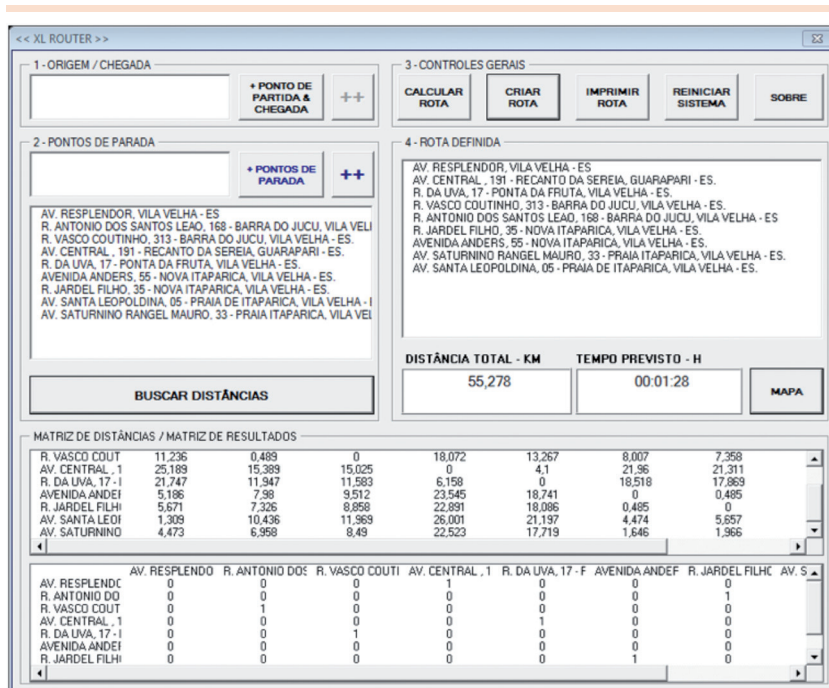 << XL ROUTER >>
1 - ORIGEM / CHEGADA
+ PONTO DE
PARTIDA &
CHEGADA
++
3 - CONTROLES GERAIS
CALCULAR
ROTA
CRIAR
ROTA
IMPRIMIR
ROTA
REINICIAR
SISTEMA
SOBRE
2 - PONTOS DE PARADA
+ PONTOS DE
PARADA
++
AV. RESPLENDOR, VILA VELHA - ES
R. ANTONIO DOS SANTOS LEAO, 168 - BARRA DO JUCU, VILA VELI
R. VASCO COUTINHO, 313 - BARRA DO JUCU, VILA VELHA - ES.
AV. CENTRAL , 191 - RECANTO DA SEREIA, GUARAPARI - ES.
R. DA UVA, 17 - PONTA DA FRUTA, VILA VELHA - ES.
AVENIDA ANDERS, 55 - NOVA ITAPARICA, VILA VELHA - ES.
R. JARDEL FILHO, 35 - NOVA ITAPARICA, VILA VELHA - ES.
AV. SANTA LEOPOLDINA, 05 - PRAIA DE ITAPARICA, VILA VELHA - I
AV. SATURNINO RANGEL MAURO, 33 - PRAIA ITAPARICA, VILA VEL
BUSCAR DISTÂNCIAS
4 - ROTA DEFINIDA
AV. RESPLENDOR, VILA VELHA - ES
AV. CENTRAL , 191 - RECANTO DA SEREIA, GUARAPARI - ES.
R. DA UVA, 17 - PONTA DA FRUTA, VILA VELHA - ES.
R. VASCO COUTINHO, 313 - BARRA DO JUCU, VILA VELHA - ES.
R. ANTONIO DOS SANTOS LEAO, 168 - BARRA DO JUCU, VILA VELHA - ES
R. JARDEL FILHO, 35 - NOVA ITAPARICA, VILA VELHA - ES.
AVENIDA ANDERS, 55 - NOVA ITAPARICA, VILA VELHA - ES.
AV. SATURNINO RANGEL MAURO, 33 - PRAIA ITAPARICA, VILA VELHA - ES.
AV. SANTA LEOPOLDINA, 05 - PRAIA DE ITAPARICA, VILA VELHA - ES.
DISTÂNCIA TOTAL - KM TEMPO PREVISTO - H
55,278 00:01:28
MAPA
MATRIZ DE DISTÂNCIAS / MATRIZ DE RESULTADOS
R. VASCO COUT 11,236 0,489 0 18,072 13,267 8,007 7,358
AV. CENTRAL , 1 25,189 15,389 15,025 0 4,1 21,96 21,311
R. DA UVA, 17 - I 21,747 11,947 11,583 6,158 0 18,518 17,869
AVENIDA ANDEF 5,186 7,98 9,512 23,545 18,741 0 0,485
R. JARDEL FILHI 5,671 7,326 8,858 22,891 18,086 0,485 0
AV. SANTA LEOF 1,309 10,436 11,969 26,001 21,197 4,474 5,657
AV. SATURNINO 4,473 6,958 8,49 22,523 17,719 1,646 1,966
AV. RESPLENDO R. ANTONIO DOS R. VASCO COUTI AV. CENTRAL , 1 R. DA UVA, 17 - F AVENIDA ANDEF R. JARDEL FILHC AV. S
AV. RESPLENDC 0 0 0 1 0 0 0
R. ANTONIO DO 0 0 0 0 0 0 1
R. VASCO COUT 0 1 0 0 0 0 0
AV. CENTRAL , 1 0 0 0 0 1 0 0
R. DA UVA, 17 - I 0 0 1 0 0 0 0
AVENIDA ANDEF 0 0 0 0 0 0 0
R. JARDEL FILHI 0 0 0 0 0 1 0